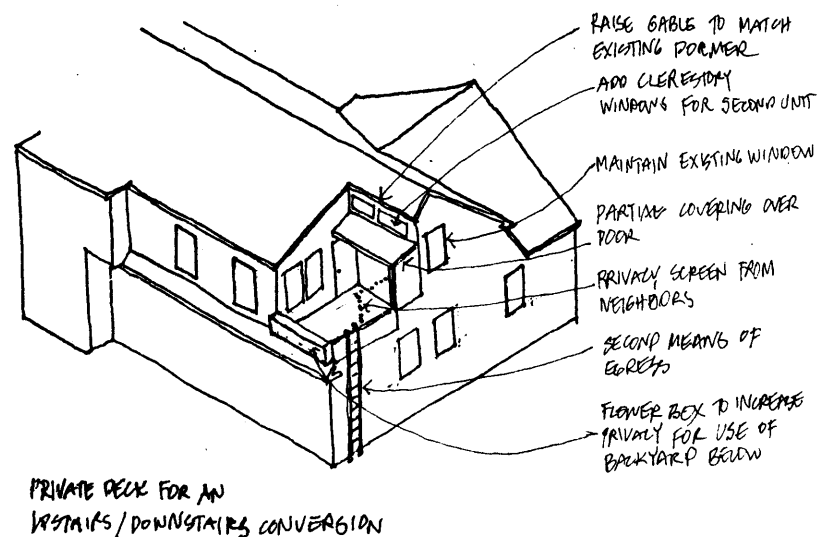 RAISE GABLE TO MATCH
EXISTING DORMER
ADD CLERESTORY
WINDOWS FOR SECOND UNIT
MAINTAIN EXISTING WINDOW
PARTIAL COVERING OVER
DOOR
PRIVACY SCREEN FROM
NEIGHBORS
SECOND MEANS OF
EGRESS
FLOWER BOX TO INCREASE
PRIVACY FOR USE OF
BACKYARD BELOW
PRIVATE DECK FOR AN
UPSTAIRS/DOWNSTAIRS CONVERSION